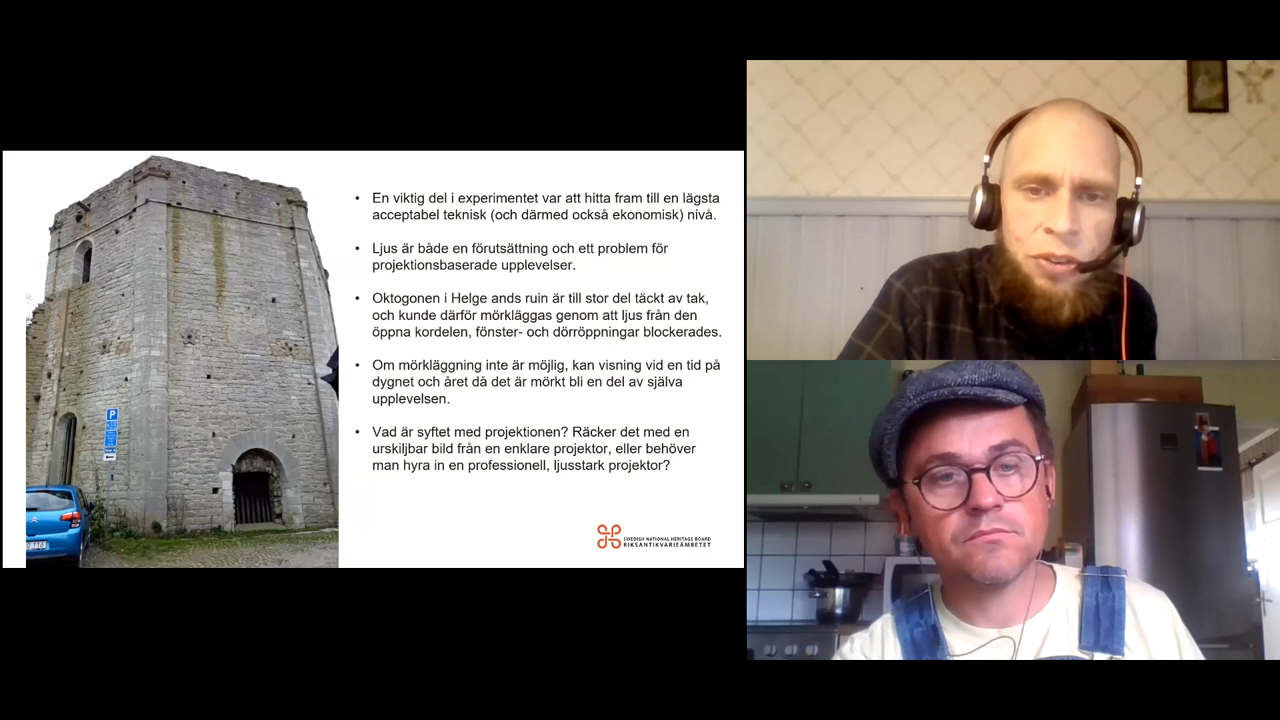 • En viktig del i experimentet var att hitta fram till en lägsta
acceptabel teknisk (och därmed också ekonomisk) nivå.
• Ljus är både en förutsättning och ett problem för
projektionsbaserade upplevelser.
• Oktogonen i Helge ands ruin är till stor del täckt av tak,
och kunde därför mörkläggas genom att ljus från den
öppna kordelen, fönster- och dörröppningar blockerades.
• Om mörkläggning inte är möjlig, kan visning vid en tid på
dygnet och året då det är mörkt bli en del av själva
upplevelsen.
• Vad är syftet med projektionen? Räcker det med en
urskiljbar bild från en enklare projektor, eller behöver
man hyra in en professionell, ljusstark projektor?
SWEDISH NATIONAL HERITAGE BOARD
RIKSANTIKVARIEÄMBETET
P